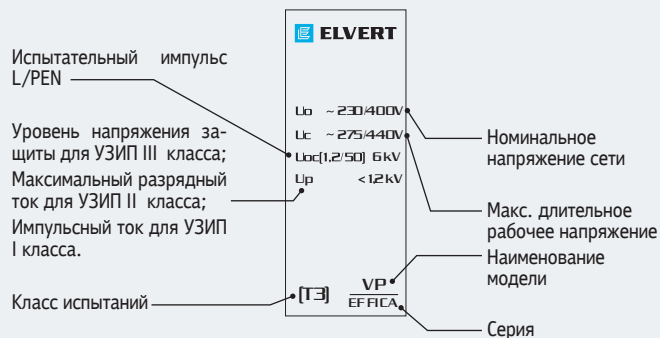 Испытательный импульс
L/PEN
Уровень напряжения за-
щиты для УЗИП III класса;
Максимальный разрядный
ток для УЗИП II класса;
Импульсный ток для УЗИП
I класса.
Класс испытаний
ELVERT
Uo ~230/400V
Uc ~275/440V
Uoc(1,2/50) 6kV
Up <1,2kV
(T3)
VP
EFFICA
Номинальное
напряжение сети
Макс. длительное
рабочее напряжение
Наименование
модели
Серия